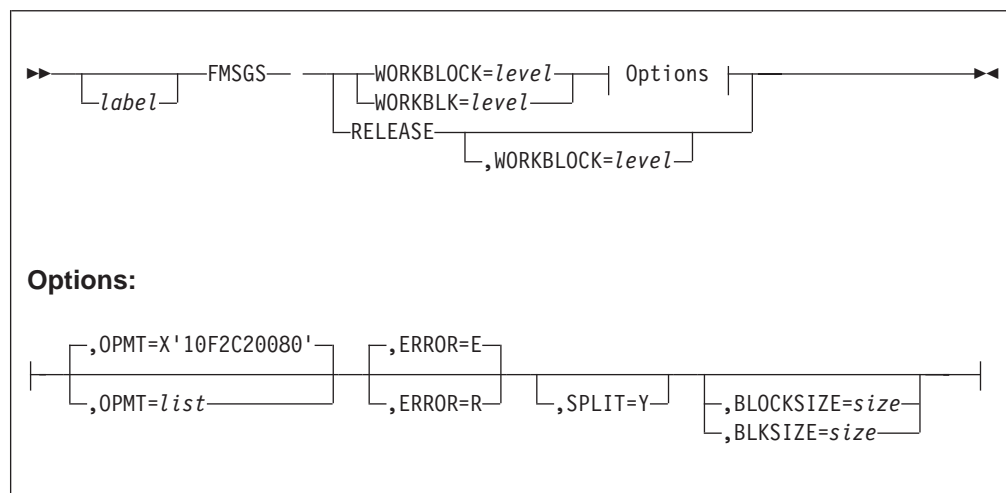 label FMSGS WORKBLOCK=level Options
WORKBLK=level
RELEASE
,WORKBLOCK=level
Options:
,OPMT=X'10F2C20080' ,ERROR=E
,OPMT=list ,ERROR=R ,SPLIT=Y ,BLOCKSIZE=size
,BLKSIZE=size